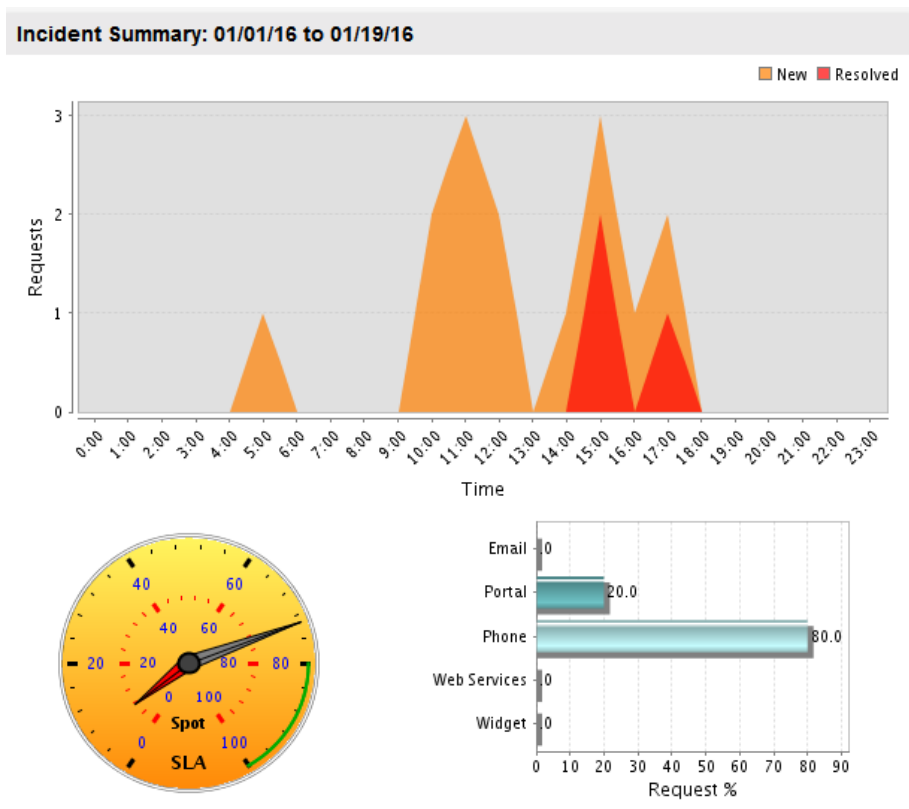 Incident Summary: 01/01/16 to 01/19/16
New Resolved
3
2
1
0
Requests
0:00 1:00 2:00 3:00 4:00 5:00 6:00 7:00 8:00 9:00 10:00 11:00 12:00 13:00 14:00 15:00 16:00 17:00 18:00 19:00 20:00 21:00 22:00 23:00
Time
40 60
40 60
20 20 80 80
0 100
Spot
0 100
SLA
Email .0
Portal 20.0
Phone 80.0
Web Services .0
Widget .0
0 10 20 30 40 50 60 70 80 90
Request %